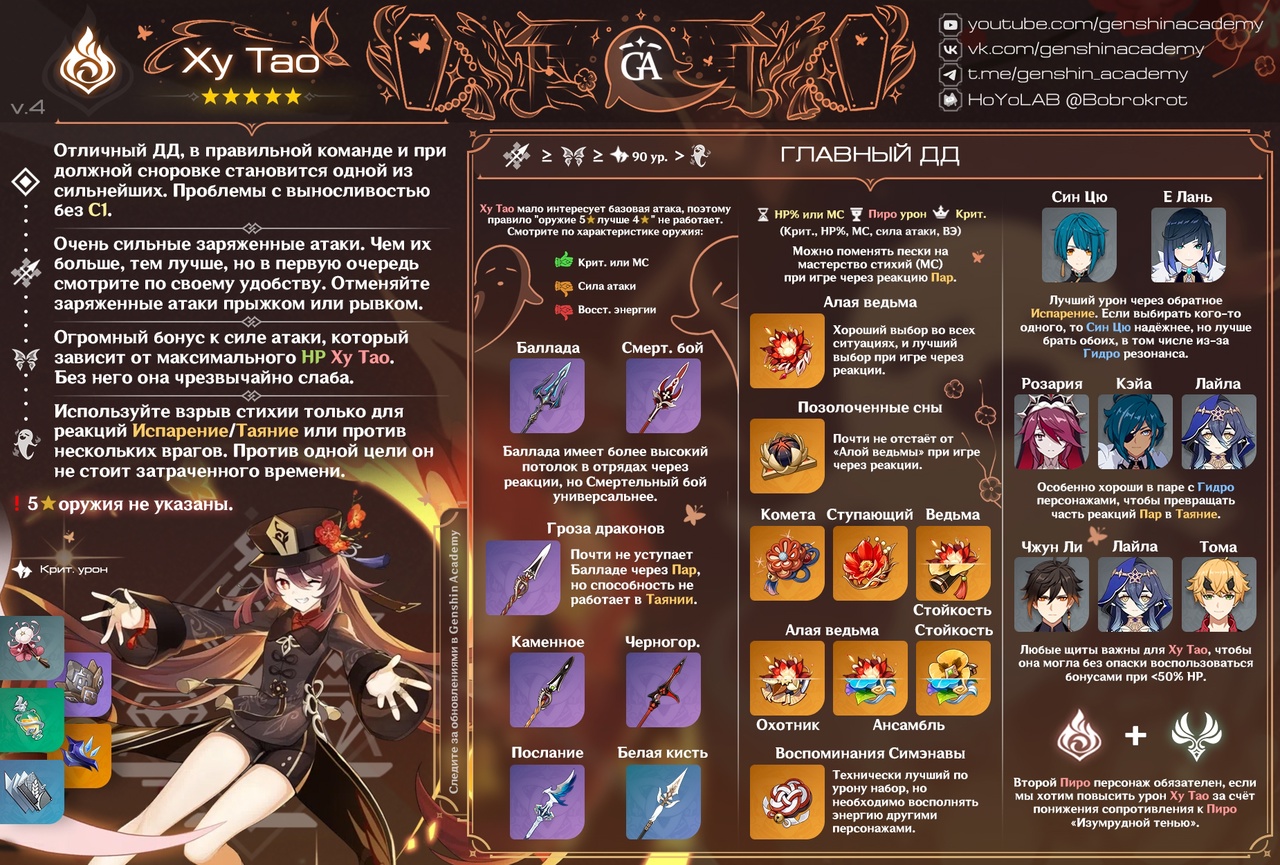 Ху Тао
v.4
GA
youtube.com/genshinacademy
vk.com/genshinacademy
t.me/genshin_academy
HoYoLAB @Bobrokrot
Отличный ДД, в правильной команде и при
должной сноровке становится одной из
сильнейших. Проблемы с выносливостью
без С1.
Очень сильные заряженные атаки. Чем их
больше, тем лучше, но в первую очередь
смотрите по своему удобству. Отменяйте
заряженные атаки прыжком или рывком.
Огромный бонус к силе атаки, который
зависит от максимального HP Ху Тао.
Без него она чрезвычайно слаба.
Используйте взрыв стихии только для
реакций Испарение/Таяние или против
нескольких врагов. Против одной цели он
не стоит затраченного времени.
! 5★оружия не указаны.
Крит. урон
Следите за обновлениями в Genshin Academy
≥ ≥ 90 ур. >
ГЛАВНЫЙ ДД
Ху Тао мало интересует базовая атака, поэтому
правило "оружие 5★лучше 4★" не работает.
Смотрите по характеристике оружия:
Крит. или МС
Сила атаки
Восст. энергии
Баллада
Смерт. бой
Баллада имеет более высокий
потолок в отрядах через
реакции, но Смертельный бой
универсальнее.
Гроза драконов
Почти не уступает
Балладе через Пар,
но способность не
работает в Таянии.
Каменное
Черногор.
Послание
Белая кисть
HP% или МС Пиро урон Крит.
(Крит., HP%, МС, сила атаки, ВЭ)
Можно поменять пески на
мастерство стихий (МС)
при игре через реакцию Пар.
Алая ведьма
Хороший выбор во всех
ситуациях, и лучший
выбор при игре через
реакции.
Позолоченные сны
Почти не отстаёт от
«Алой ведьмы» при игре
через реакции.
Комета
Ступающий
Ведьма
Стойкость
Алая ведьма
Стойкость
Охотник
Ансамбль
Воспоминания Симэнавы
Технически лучший по
урону набор, но
необходимо восполнять
энергию другими
персонажами.
Син Цю
Е Лань
Лучший урон через обратное
Испарение. Если выбирать кого-то
одного, то Син Цю надёжнее, но лучше
брать обоих, в том числе из-за
Гидро резонанса.
Розария
Кэйа
Лайла
Особенно хороши в паре с Гидро
персонажами, чтобы превращать
часть реакций Пар в Таяние.
Чжун Ли
Лайла
Тома
Любые щиты важны для Ху Тао, чтобы
она могла без опаски воспользоваться
бонусами при <50% HP.
+
Второй Пиро персонаж обязателен, если
мы хотим повысить урон Ху Тао за счёт
понижения сопротивления к Пиро
«Изумрудной тенью».